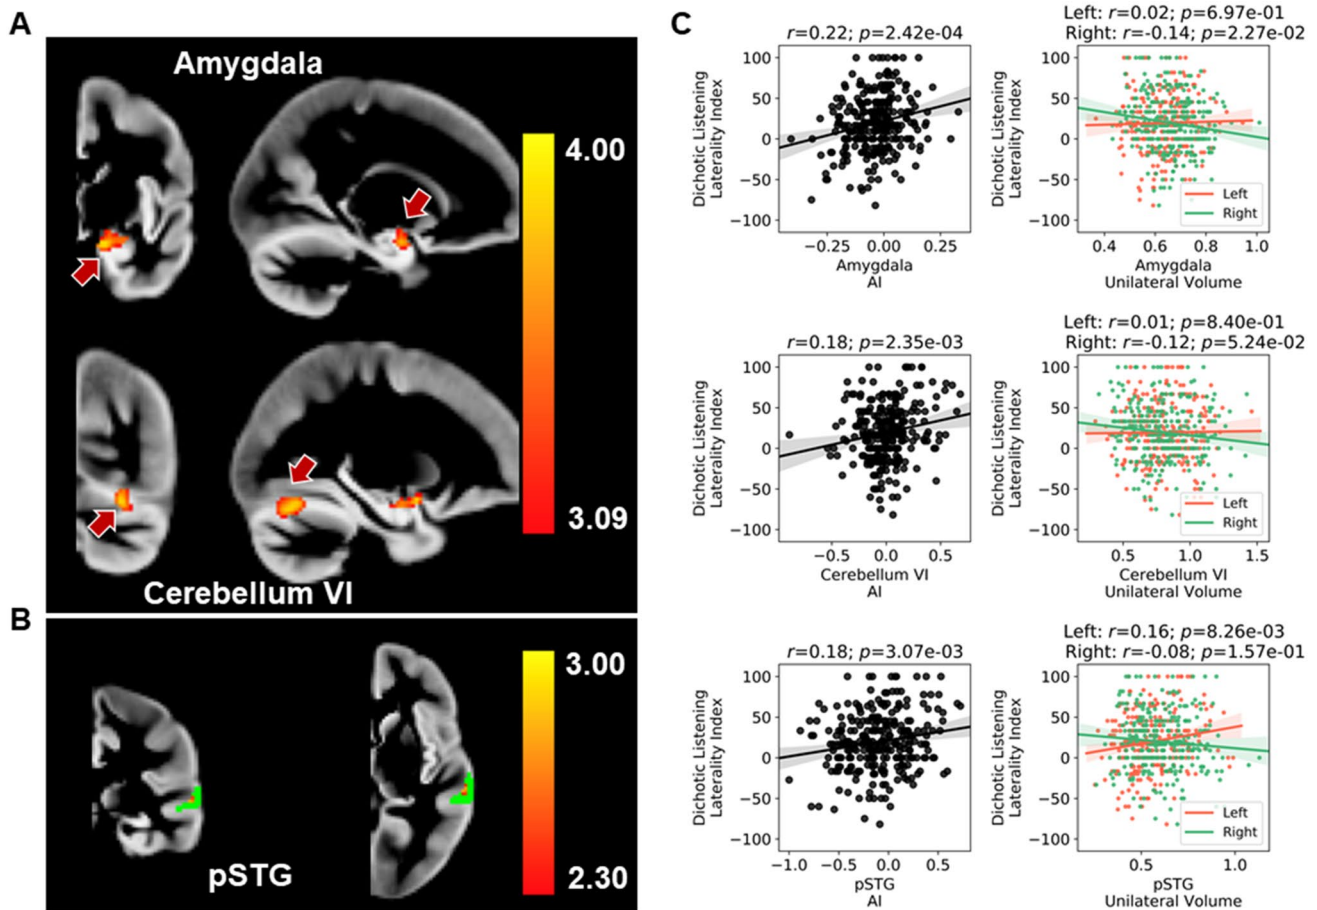 A
Amygdala
4.00
3.09
Cerebellum VI
B
3.00
2.30
pSTG
C
r=0.22; p=2.42e-04
100
50
0
−50
−100
Dichotic Listening
Laterality Index
−0.25 0.00 0.25
Amygdala
AI
Left: r=0.02; p=6.97e-01
Right: r=-0.14; p=2.27e-02
100
50
0
−50
−100
Dichotic Listening
Laterality Index
Left
Right
0.4 0.6 0.8 1.0
Amygdala
Unilateral Volume
r=0.18; p=2.35e-03
100
50
0
−50
−100
Dichotic Listening
Laterality Index
−0.5 0.0 0.5
Cerebellum VI
AI
Left: r=0.01; p=8.40e-01
Right: r=-0.12; p=5.24e-02
100
50
0
−50
−100
Dichotic Listening
Laterality Index
Left
Right
0.5 1.0 1.5
Cerebellum VI
Unilateral Volume
r=0.18; p=3.07e-03
100
50
0
−50
−100
Dichotic Listening
Laterality Index
−1.0 −0.5 0.0 0.5
pSTG
AI
Left: r=0.16; p=8.26e-03
Right: r=-0.08; p=1.57e-01
100
50
0
−50
−100
Dichotic Listening
Laterality Index
Left
Right
0.5 1.0
pSTG
Unilateral Volume